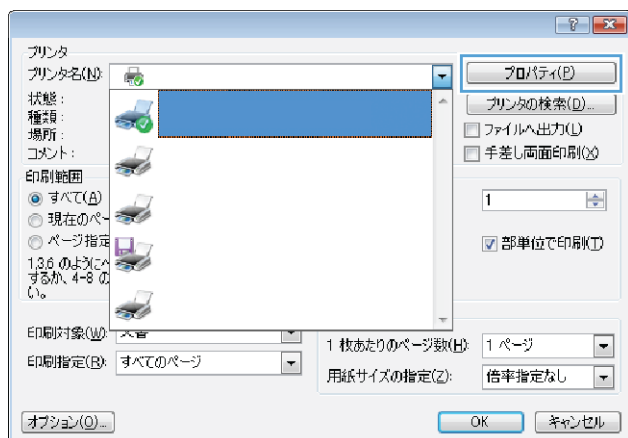 プリンタ
プリンタ名(N):
プロパティ(P)
状態:
種類:
場所:
コメント:
プリンタの検索(D)...
ファイルへ出力(L)
手差し両面印刷(X)
印刷範囲
すべて(A)
現在のペー
ページ指定
1,3,6 のようにペ
するか、4-8 の
い。
1
部単位で印刷(T)
印刷対象(W):
印刷指定(R): すべてのページ
1 枚あたりのページ数(H): 1 ページ
用紙サイズの指定(Z): 倍率指定なし
オプション(O)...
OK
キャンセル